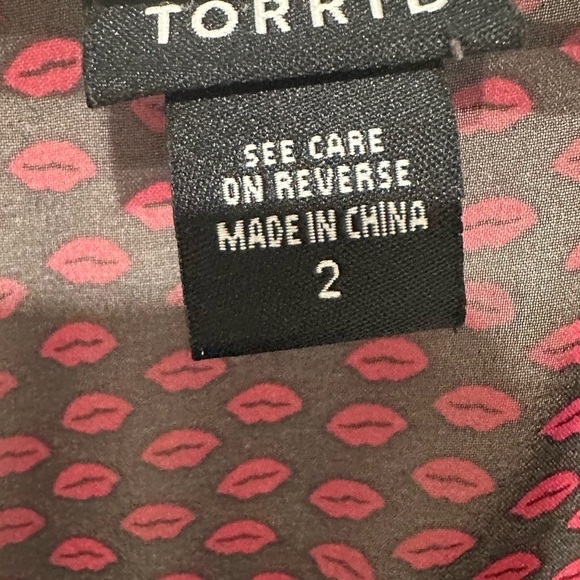 TORRID
SEE CARE
ON REVERSE
MADE IN CHINA
2